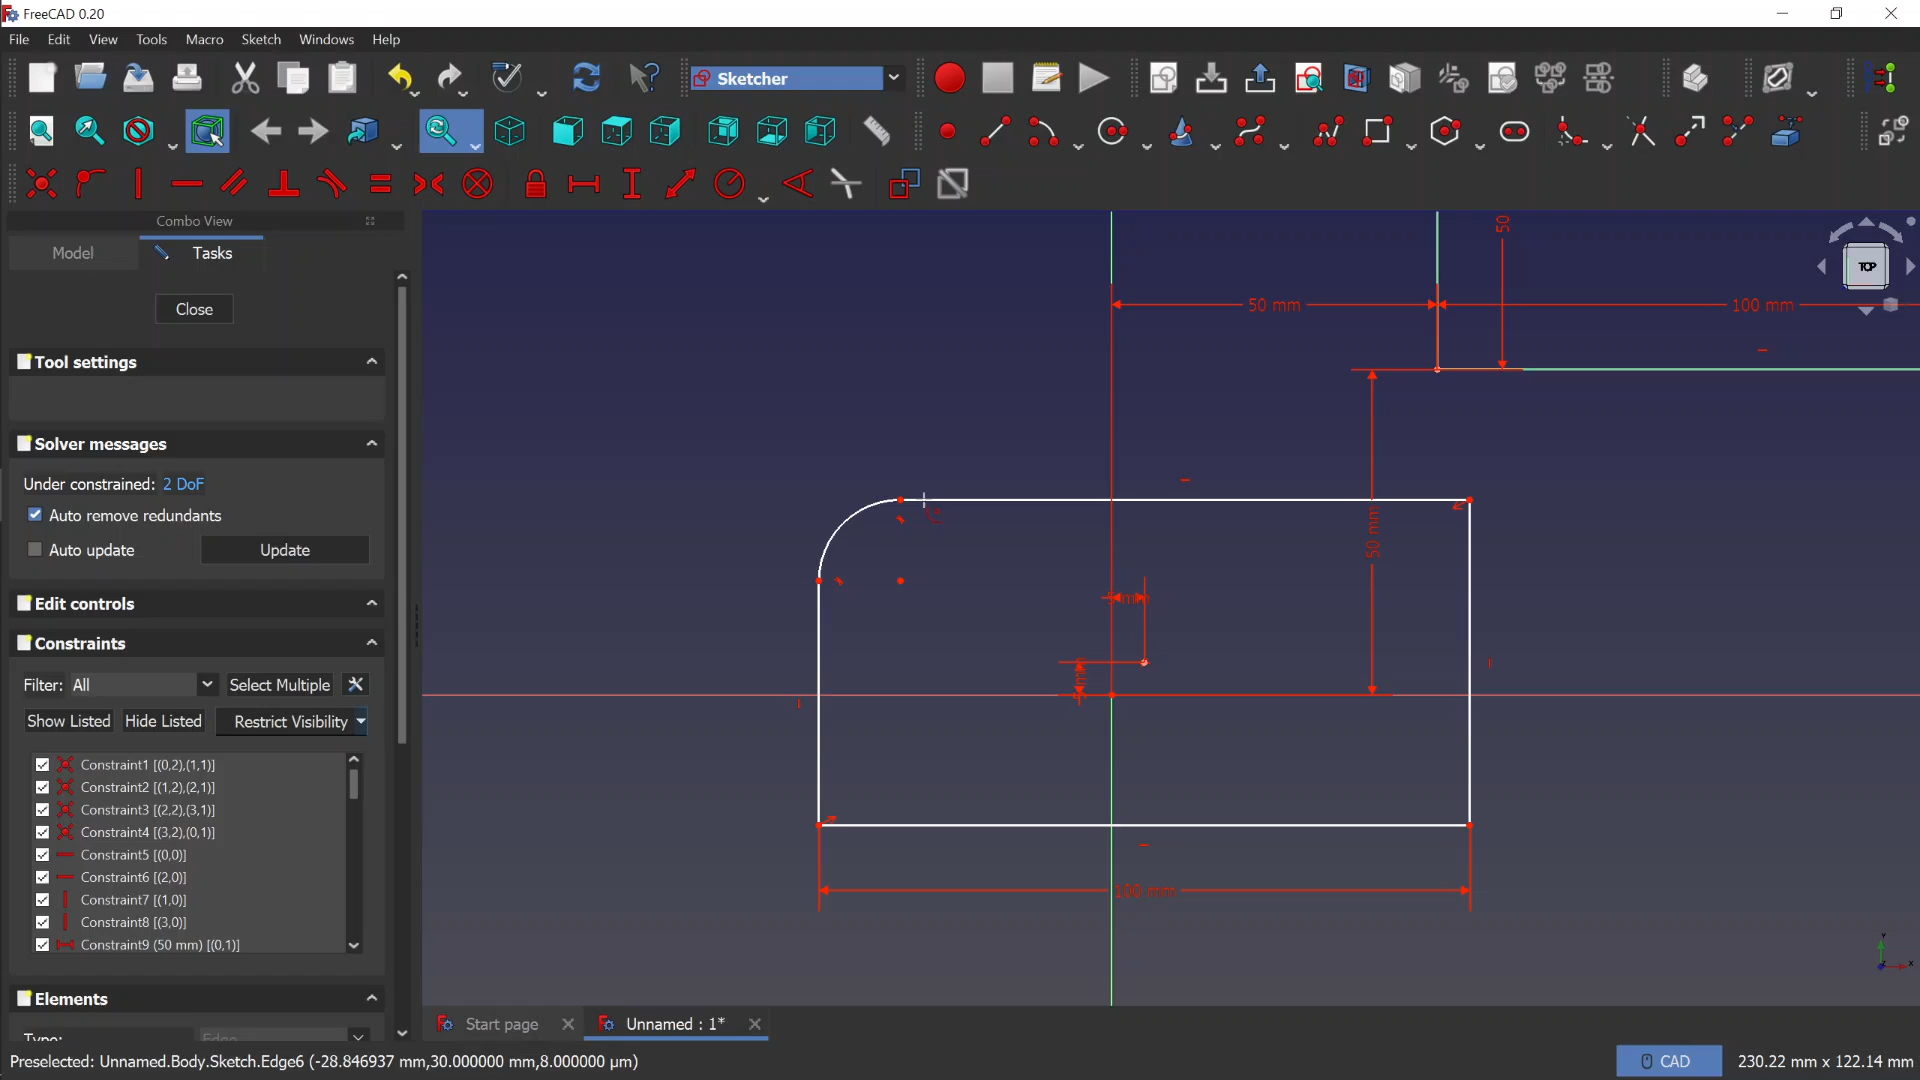 FreeCAD 0.20
File Edit View Tools Macro Sketch Windows Help
Sketcher
Combo View
Model Tasks
Close
Tool settings
Solver messages
Under constrained: 2 DoF
Auto remove redundants
Auto update Update
Edit controls
Constraints
Filter: All Select Multiple
Show Listed Hide Listed Restrict Visibility
Constraint1 [(0,2),(1,1)]
Constraint2 [(1,2),(2,1)]
Constraint3 [(2,2),(3,1)]
Constraint4 [(3,2),(0,1)]
Constraint5 [(0,0)]
Constraint6 [(2,0)]
Constraint7 [(1,0)]
Constraint8 [(3,0)]
Constraint9 (50 mm) [(0,1)]
Elements
Type: Edge
50
TOP
50 mm
100 mm
50 mm
5 mm
5 mm
100 mm
Y
X
Start page
Unnamed : 1*
Preselected: Unnamed.Body.Sketch.Edge6 (-28.846937 mm,30.000000 mm,8.000000 µm)
CAD 230.22 mm x 122.14 mm